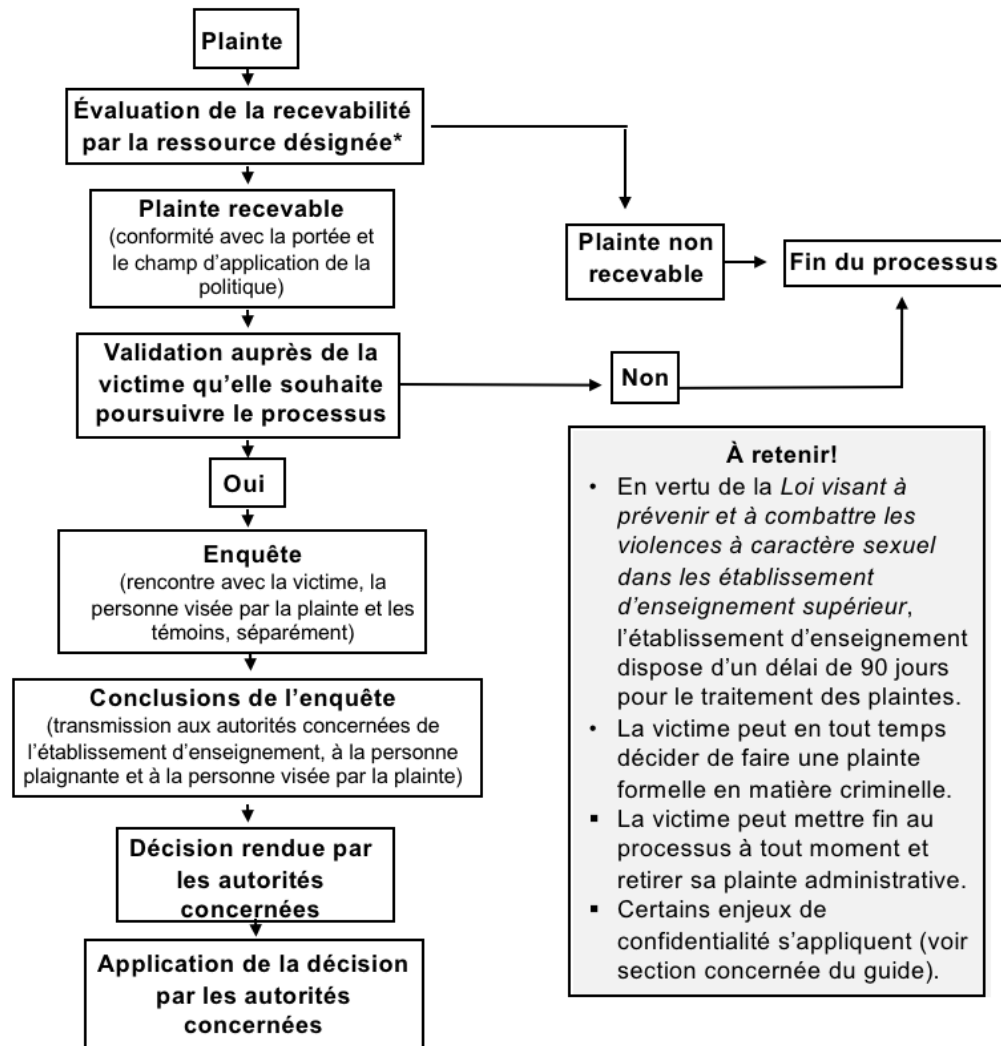 Plainte
Évaluation de la recevabilité
par la ressource désignée*
Plainte recevable
(conformité avec la portée et
le champ d'application de la
politique)
Plainte non
recevable
Fin du processus
Validation auprès de la
victime qu'elle souhaite
poursuivre le processus
Non
Oui
Enquête
(rencontre avec la victime, la
personne visée par la plainte et les
témoins, séparément)
Conclusions de l'enquête
(transmission aux autorités concernées de
l'établissement d'enseignement, à la personne
plaignante et à la personne visée par la plainte)
Décision rendue par
les autorités
concernées
Application de la décision
par les autorités
concernées
À retenir!
• En vertu de la Loi visant à
prévenir et à combattre les
violences à caractère sexuel
dans les établissement
d'enseignement supérieur,
l'établissement d'enseignement
dispose d'un délai de 90 jours
pour le traitement des plaintes.
• La victime peut en tout temps
décider de faire une plainte
formelle en matière criminelle.
▪ La victime peut mettre fin au
processus à tout moment et
retirer sa plainte administrative.
▪ Certains enjeux de
confidentialité s'appliquent (voir
section concernée du guide).